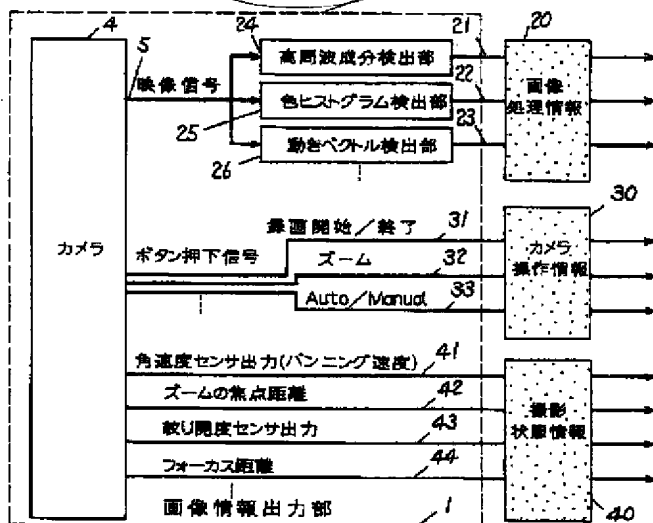 4
5
映像信号
24
高周波成分検出部
25
色ヒストグラム検出部
26
動きベクトル検出部
21
22
23
20
画像
処理情報
カメラ
ボタン押下信号
録画開始/終了
31
ズーム
32
Auto/Manual
33
30
カメラ
操作情報
角速度センサ出力(パンニング速度)
41
ズームの焦点距離
42
絞り開度センサ出力
43
フォーカス距離
44
撮影
状態情報
40
画像情報出力部
1